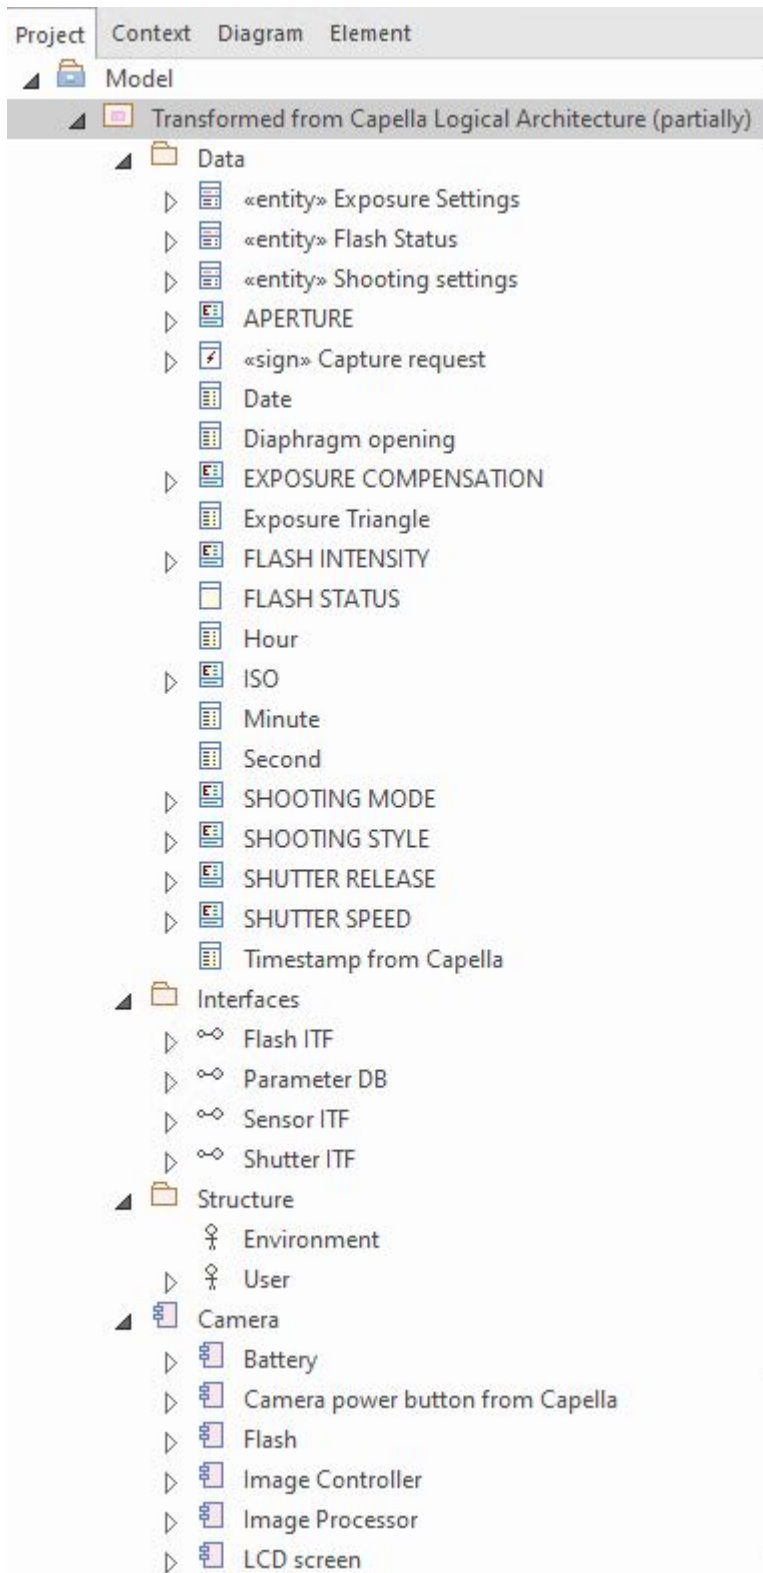 Project Context Diagram Element
Model
Transformed from Capella Logical Architecture (partially)
Data
«entity» Exposure Settings
«entity» Flash Status
«entity» Shooting settings
APERTURE
«sign» Capture request
Date
Diaphragm opening
EXPOSURE COMPENSATION
Exposure Triangle
FLASH INTENSITY
FLASH STATUS
Hour
ISO
Minute
Second
SHOOTING MODE
SHOOTING STYLE
SHUTTER RELEASE
SHUTTER SPEED
Timestamp from Capella
Interfaces
Flash ITF
Parameter DB
Sensor ITF
Shutter ITF
Structure
Environment
User
Camera
Battery
Camera power button from Capella
Flash
Image Controller
Image Processor
LCD screen